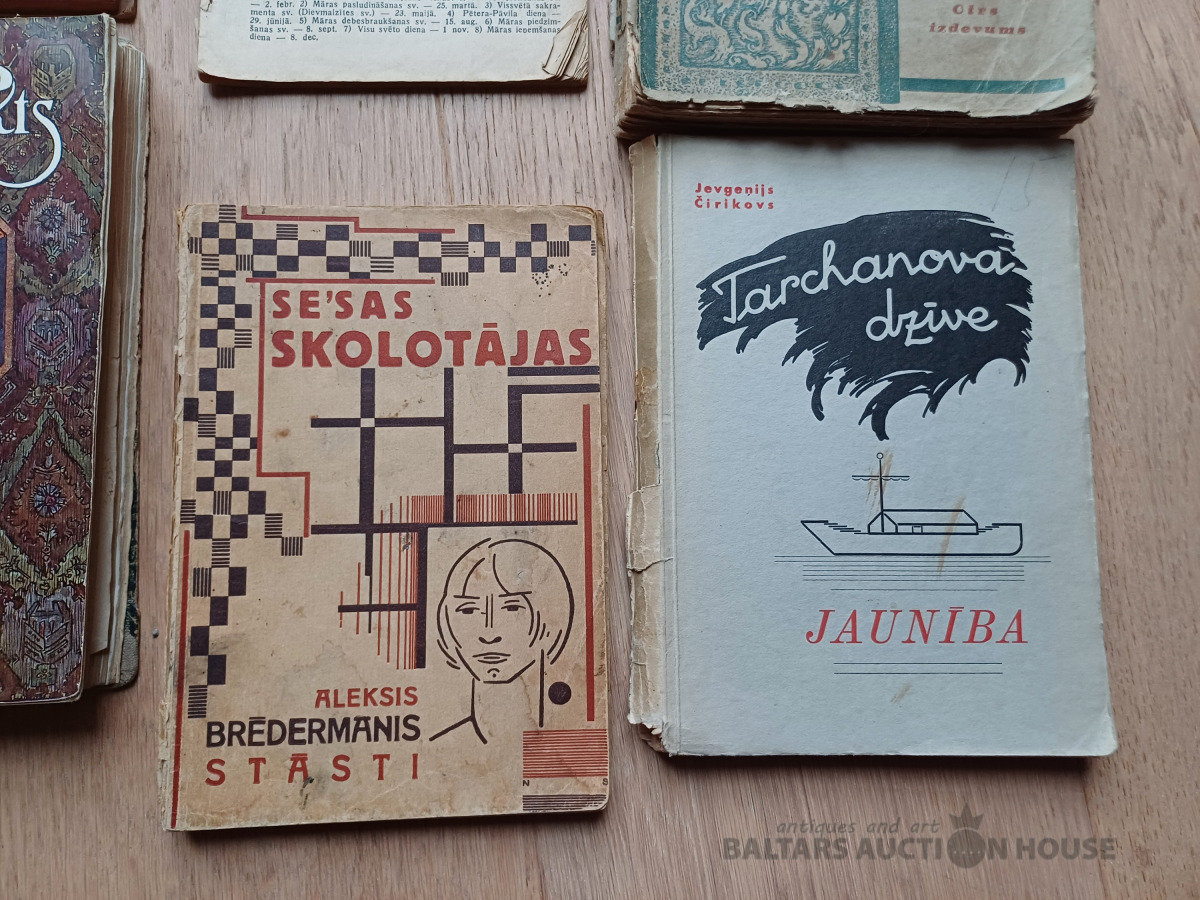 — 2. febr. 2) Māras pasludināšanas sv. — 25. martā. 3) Vissvētā sakra-
menta sv. (Dievmaizītes sv.) — 23. maijā. 4) Pētera-Pāvila diena —
29. jūnijā. 5) Māras debesbraukšanas sv. — 15. aug. 6) Māras piedzim-
šanas sv. — 8. sept. 7) Visu svēto diena — 1 nov. 8) Māras ieņemšanas
diena — 8. dec.
Otrs
izdevums
SE'SAS
SKOLOTĀJAS
ALEKSIS
BRĒDERMANIS
STĀSTI
N S
Jevgeņijs
Čirikovs
Tarchanova
dzīve
JAUNĪBA
antiques and art
BALTARS AUCTION HOUSE